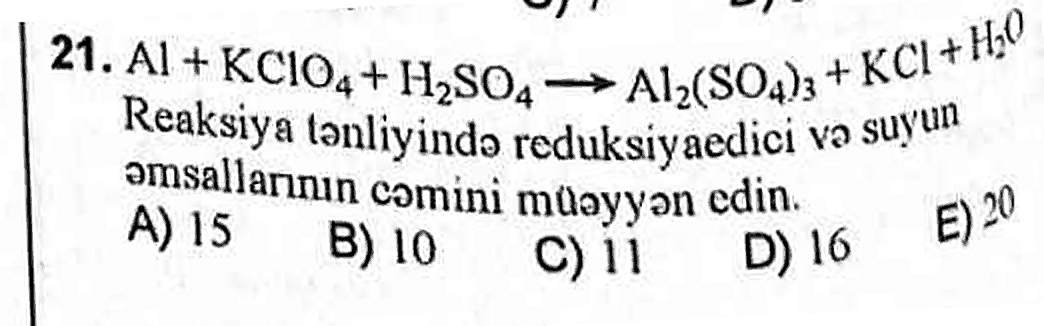 21. Al + KClO₄ + H₂SO₄ ⟶ Al₂(SO₄)₃ + KCl + H₂O
Reaksiya tənliyində reduksiyaedici və suyun
əmsallarının cəmini müəyyən edin.
A) 15 B) 10 C) 11 D) 16 E) 20